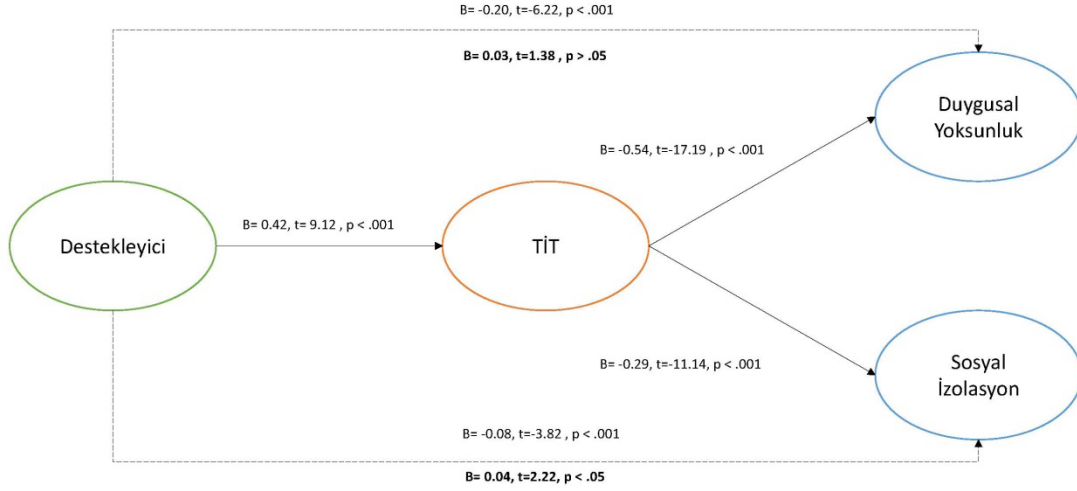 B= -0.20, t=-6.22, p < .001
B= 0.03, t=1.38 , p > .05
Duygusal
Yoksunluk
B= -0.54, t=-17.19 , p < .001
B= 0.42, t= 9.12 , p < .001
Destekleyici
TİT
B= -0.29, t=-11.14, p < .001
Sosyal
İzolasyon
B= -0.08, t=-3.82 , p < .001
B= 0.04, t=2.22, p < .05